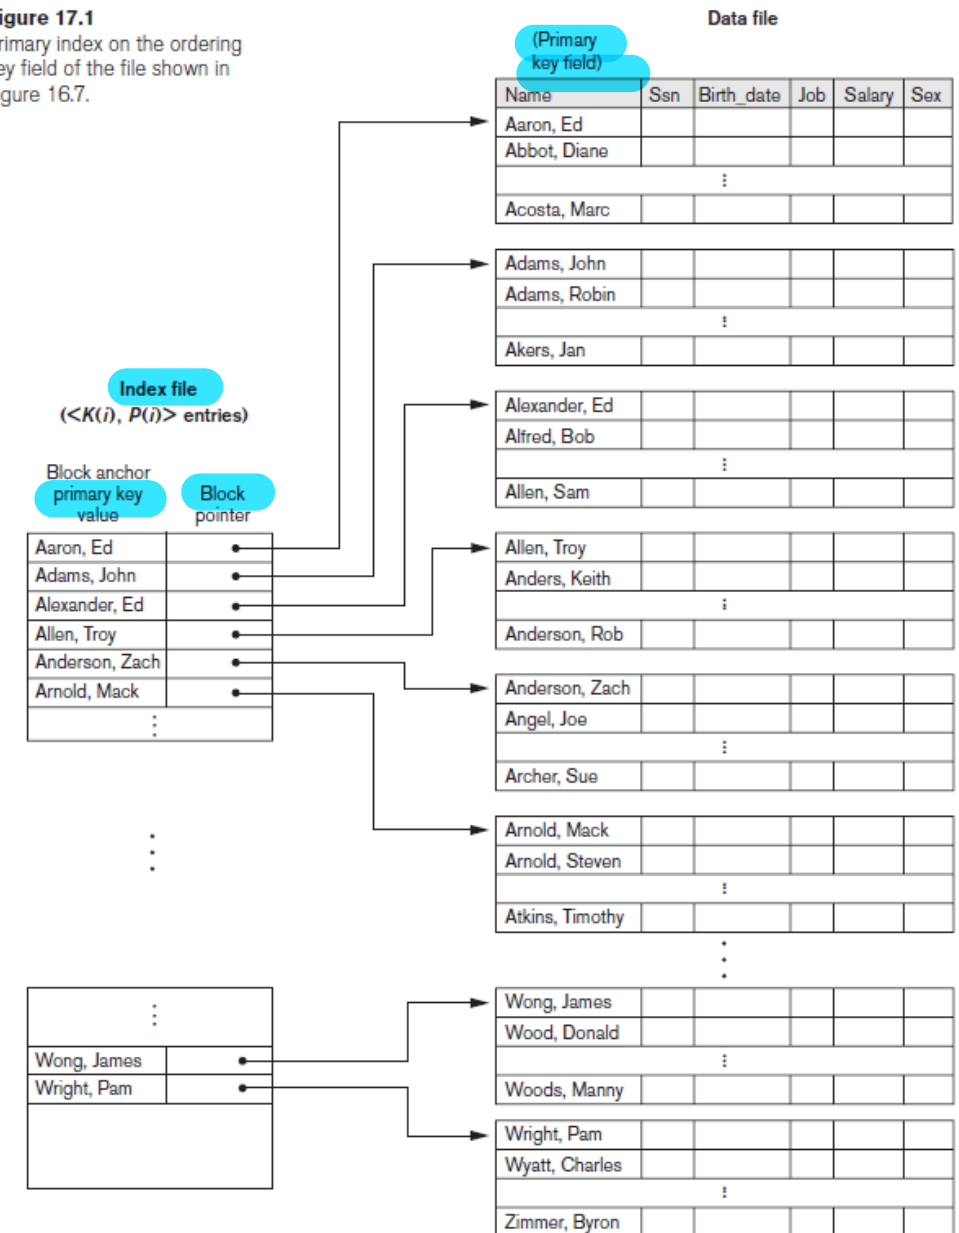 igure 17.1
rimary index on the ordering
ey field of the file shown in
igure 16.7.
Data file
(Primary
key field)
Name Ssn Birth_date Job Salary Sex
Aaron, Ed
Abbot, Diane
Acosta, Marc
Adams, John
Adams, Robin
Akers, Jan
Alexander, Ed
Alfred, Bob
Allen, Sam
Allen, Troy
Anders, Keith
Anderson, Rob
Anderson, Zach
Angel, Joe
Archer, Sue
Arnold, Mack
Arnold, Steven
Atkins, Timothy
Wong, James
Wood, Donald
Woods, Manny
Wright, Pam
Wyatt, Charles
Zimmer, Byron
Index file
(<K(i), P(i)> entries)
Block anchor
primary key
value
Block
pointer
Aaron, Ed
Adams, John
Alexander, Ed
Allen, Troy
Anderson, Zach
Arnold, Mack
Wong, James
Wright, Pam